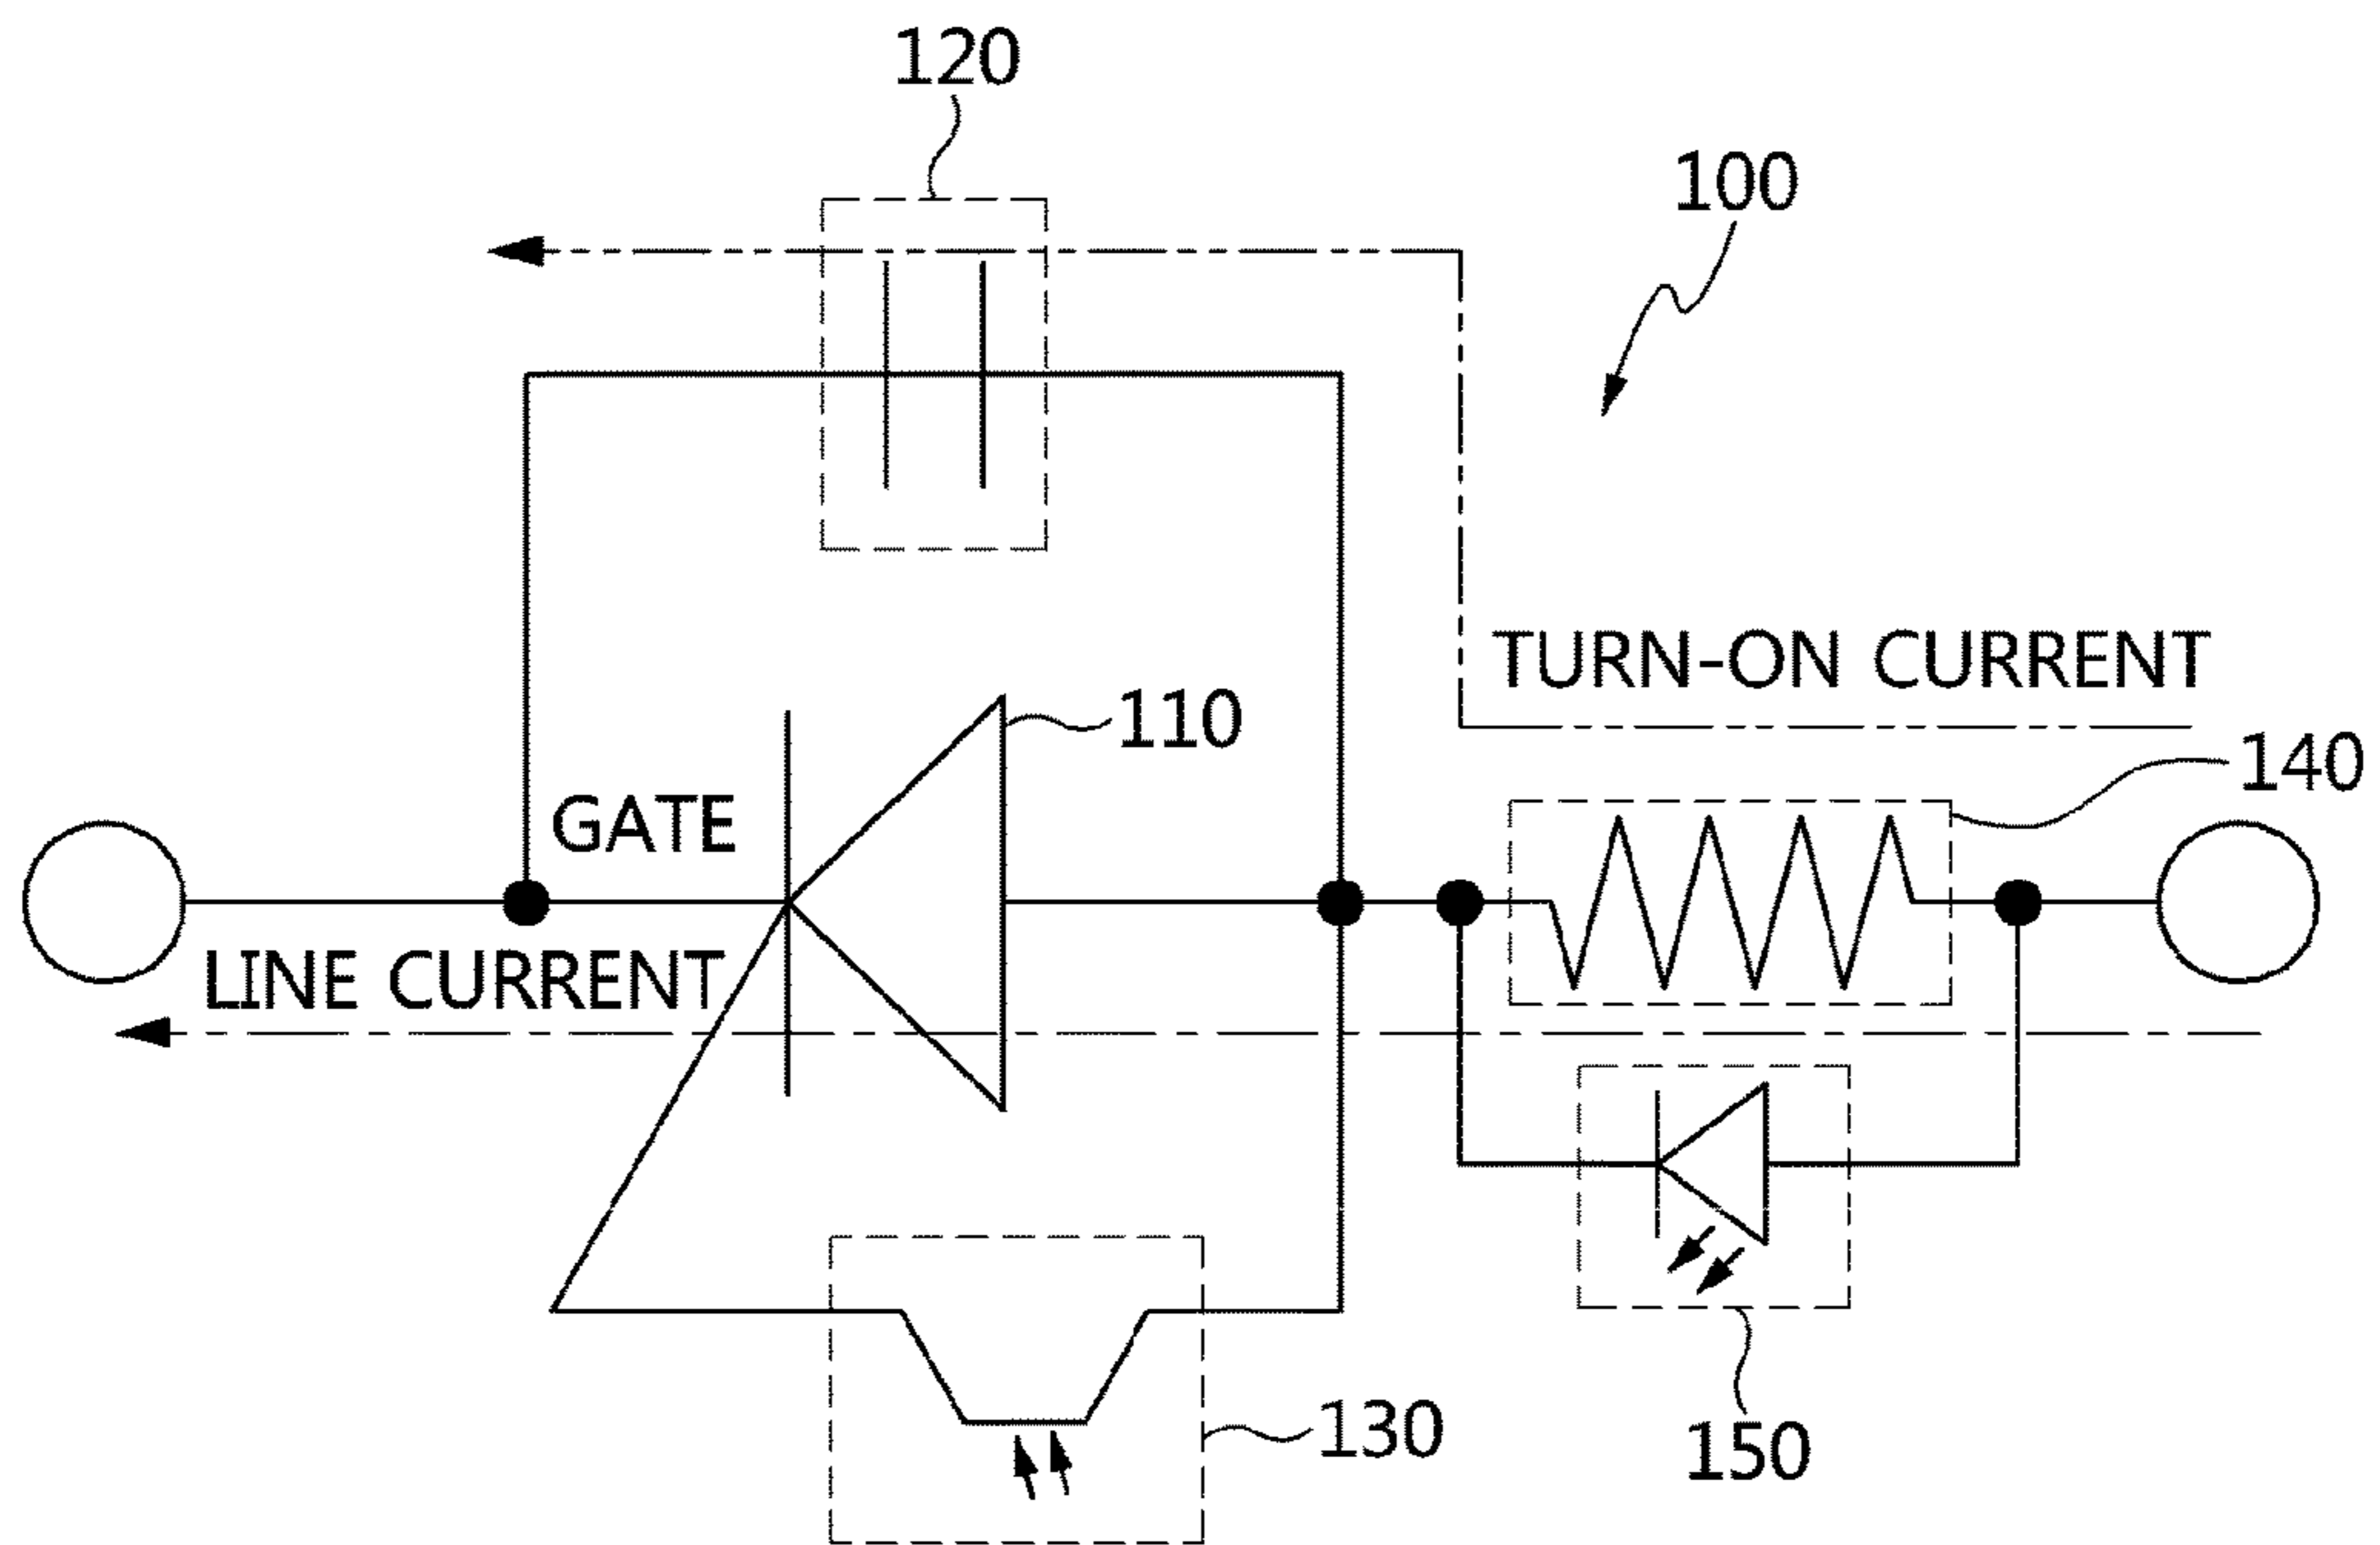 120
100
TURN-ON CURRENT
110
140
GATE
LINE CURRENT
130
150